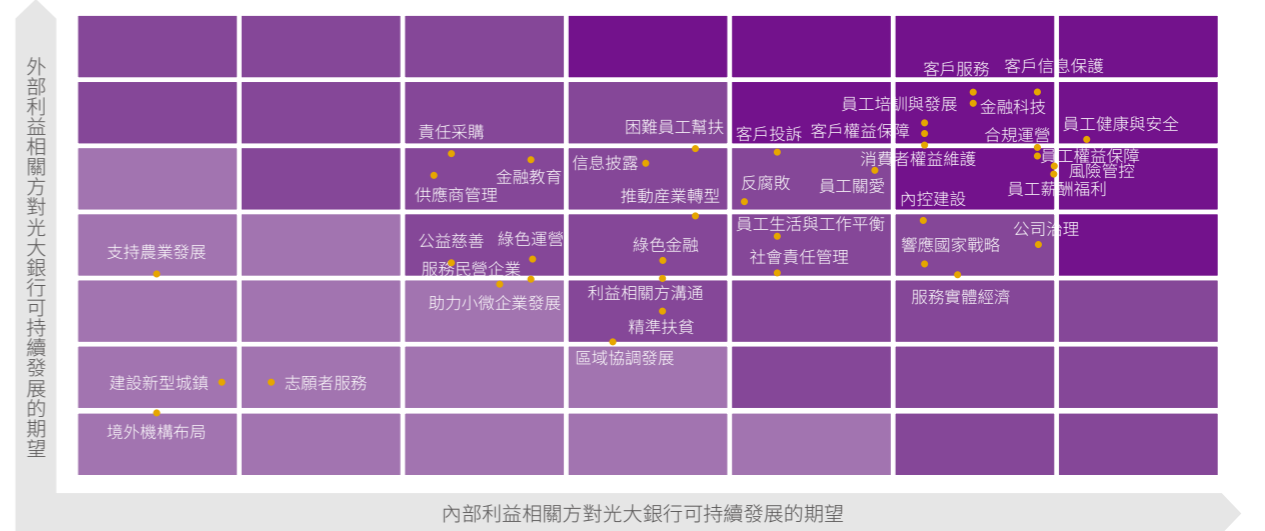 外部利益相關方對光大銀行可持續發展的期望
客戶服務
客戶信息保護
員工培訓與發展
金融科技
責任采購
困難員工幫扶
客戶投訴
客戶權益保障
合規運營
員工健康與安全
信息披露
消費者權益維護
員工權益保障
金融教育
風險管控
供應商管理
推動産業轉型
反腐敗
員工關愛
內控建設
員工薪酬福利
支持農業發展
公益慈善
綠色運營
綠色金融
員工生活與工作平衡
響應國家戰略
公司治理
服務民營企業
社會責任管理
助力小微企業發展
利益相關方溝通
服務實體經濟
精準扶貧
區域協調發展
建設新型城鎮
志願者服務
境外機構布局
內部利益相關方對光大銀行可持續發展的期望